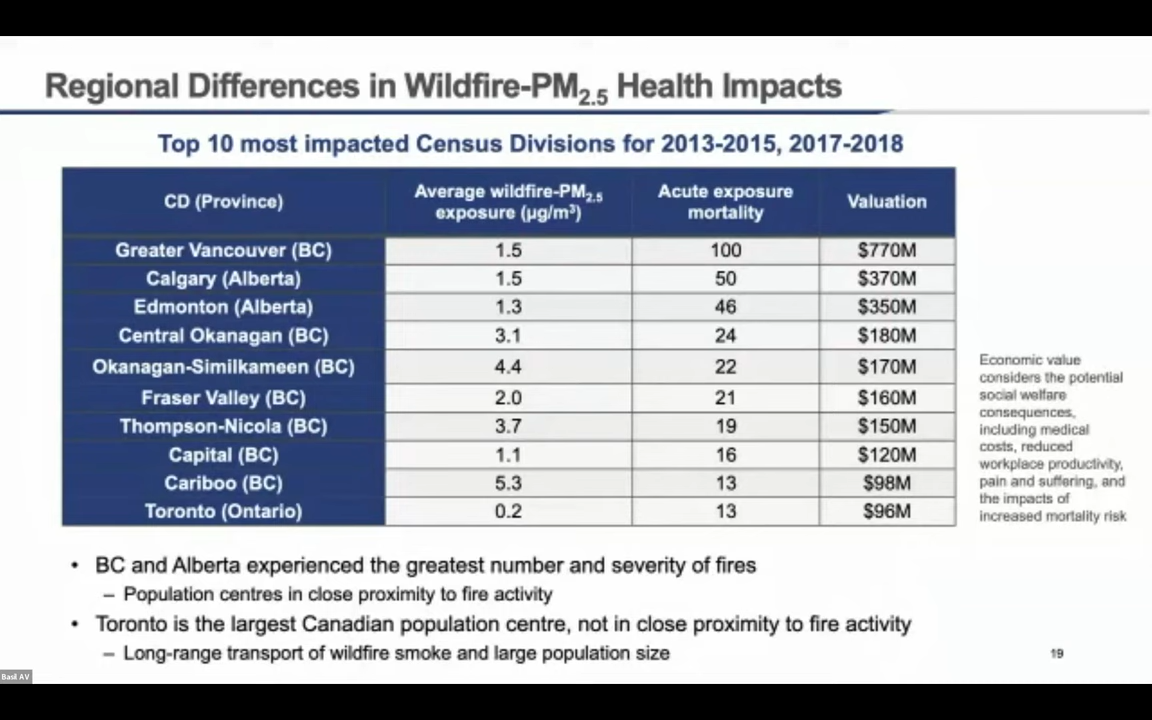 Regional Differences in Wildfire-PM2.5 Health Impacts
Top 10 most impacted Census Divisions for 2013-2015, 2017-2018
CD (Province) Average wildfire-PM2.5 exposure (µg/m³) Acute exposure mortality Valuation
Greater Vancouver (BC) 1.5 100 $770M
Calgary (Alberta) 1.5 50 $370M
Edmonton (Alberta) 1.3 46 $350M
Central Okanagan (BC) 3.1 24 $180M
Okanagan-Similkameen (BC) 4.4 22 $170M
Fraser Valley (BC) 2.0 21 $160M
Thompson-Nicola (BC) 3.7 19 $150M
Capital (BC) 1.1 16 $120M
Cariboo (BC) 5.3 13 $98M
Toronto (Ontario) 0.2 13 $96M
Economic value
considers the potential
social welfare
consequences,
including medical
costs, reduced
workplace productivity,
pain and suffering, and
the impacts of
increased mortality risk
• BC and Alberta experienced the greatest number and severity of fires
– Population centres in close proximity to fire activity
• Toronto is the largest Canadian population centre, not in close proximity to fire activity
– Long-range transport of wildfire smoke and large population size
19
Basil AV